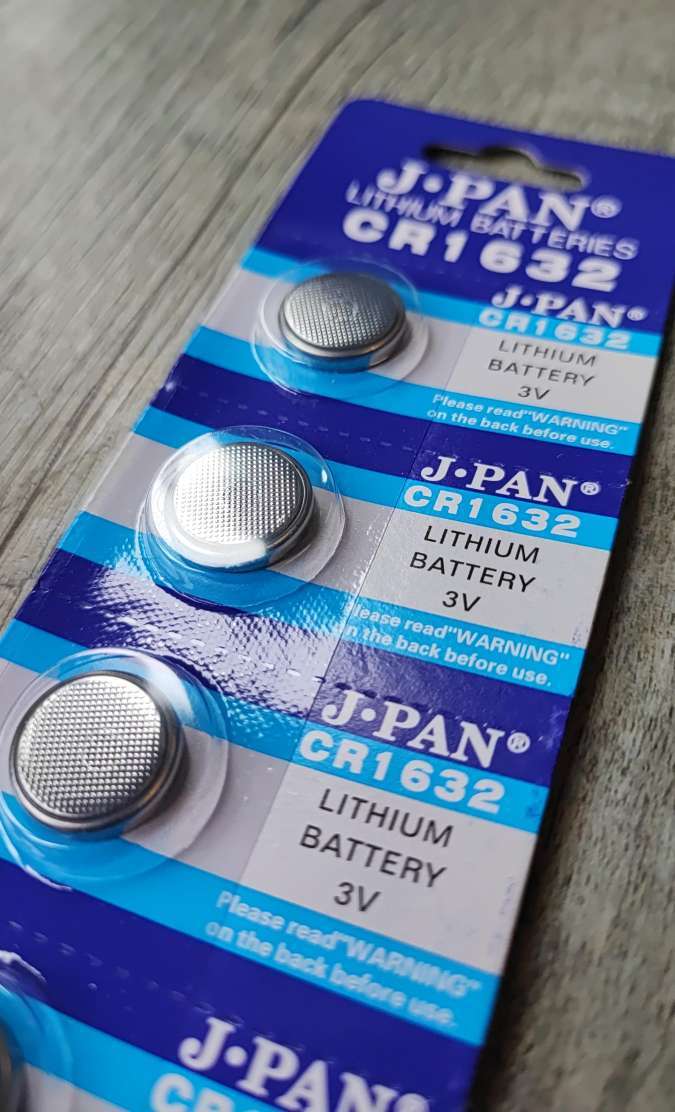 J·PAN®
LITHIUM BATTERIES
CR1632
J·PAN®
CR1632
LITHIUM
BATTERY
3V
Please read"WARNING"
on the back before use.
J·PAN®
CR1632
LITHIUM
BATTERY
3V
Please read"WARNING"
on the back before use.
J·PAN®
CR1632
LITHIUM
BATTERY
3V
Please read"WARNING"
on the back before use.
J·PAN®